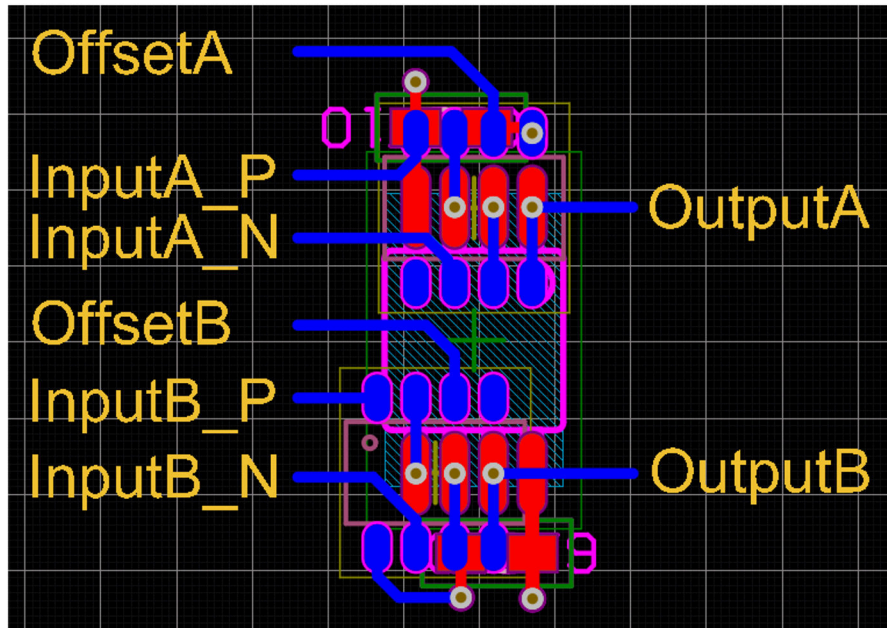 OffsetA
InputA_P
InputA_N
OutputA
OffsetB
InputB_P
InputB_N
OutputB